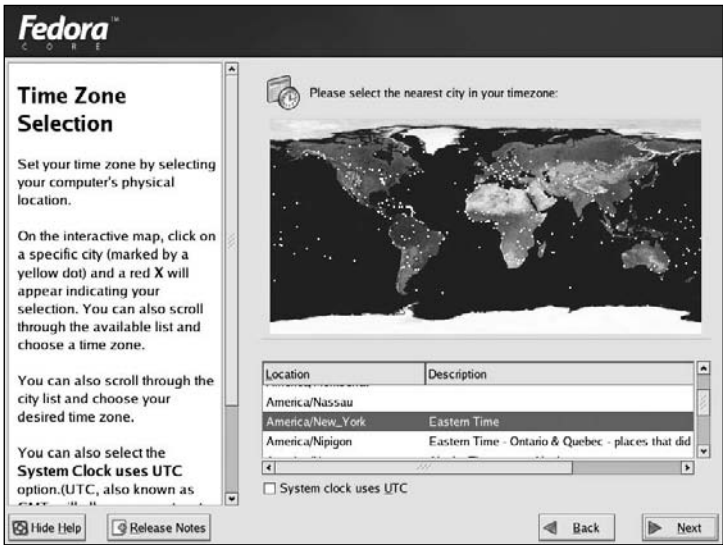 Fedora™
CORE
Time Zone
Selection
Set your time zone by selecting
your computer's physical
location.
On the interactive map, click on
a specific city (marked by a
yellow dot) and a red X will
appear indicating your
selection. You can also scroll
through the available list and
choose a time zone.
You can also scroll through the
city list and choose your
desired time zone.
You can also select the
System Clock uses UTC
option.(UTC, also known as
Please select the nearest city in your timezone:
Location Description
America/Nassau
America/New_York Eastern Time
America/Nipigon Eastern Time - Ontario & Quebec - places that did
System clock uses UTC
Hide Help Release Notes Back Next